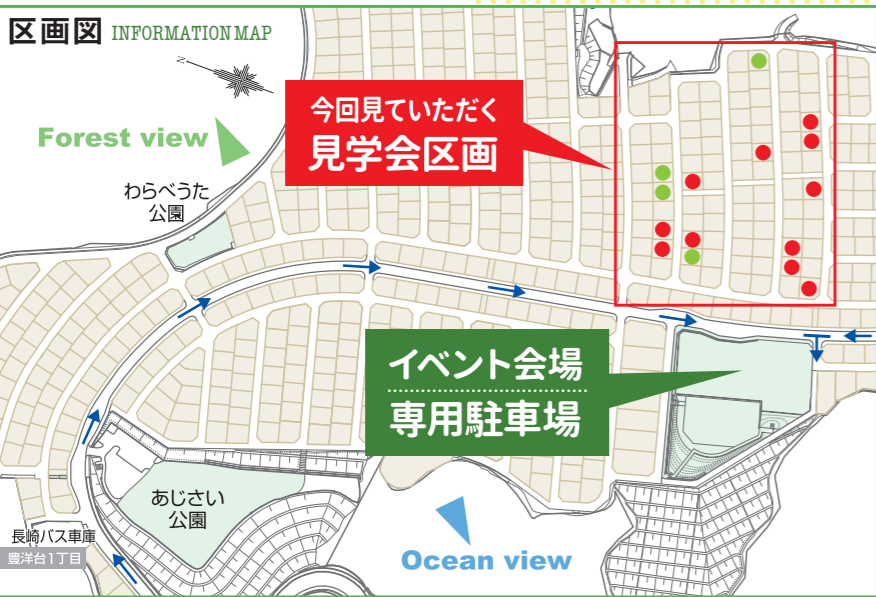 区画図 INFORMATION MAP
N
Forest view
今回見ていただく
見学会区画
わらべうた
公園
イベント会場
専用駐車場
あじさい
公園
長崎バス車庫
豊洋台1丁目
Ocean view